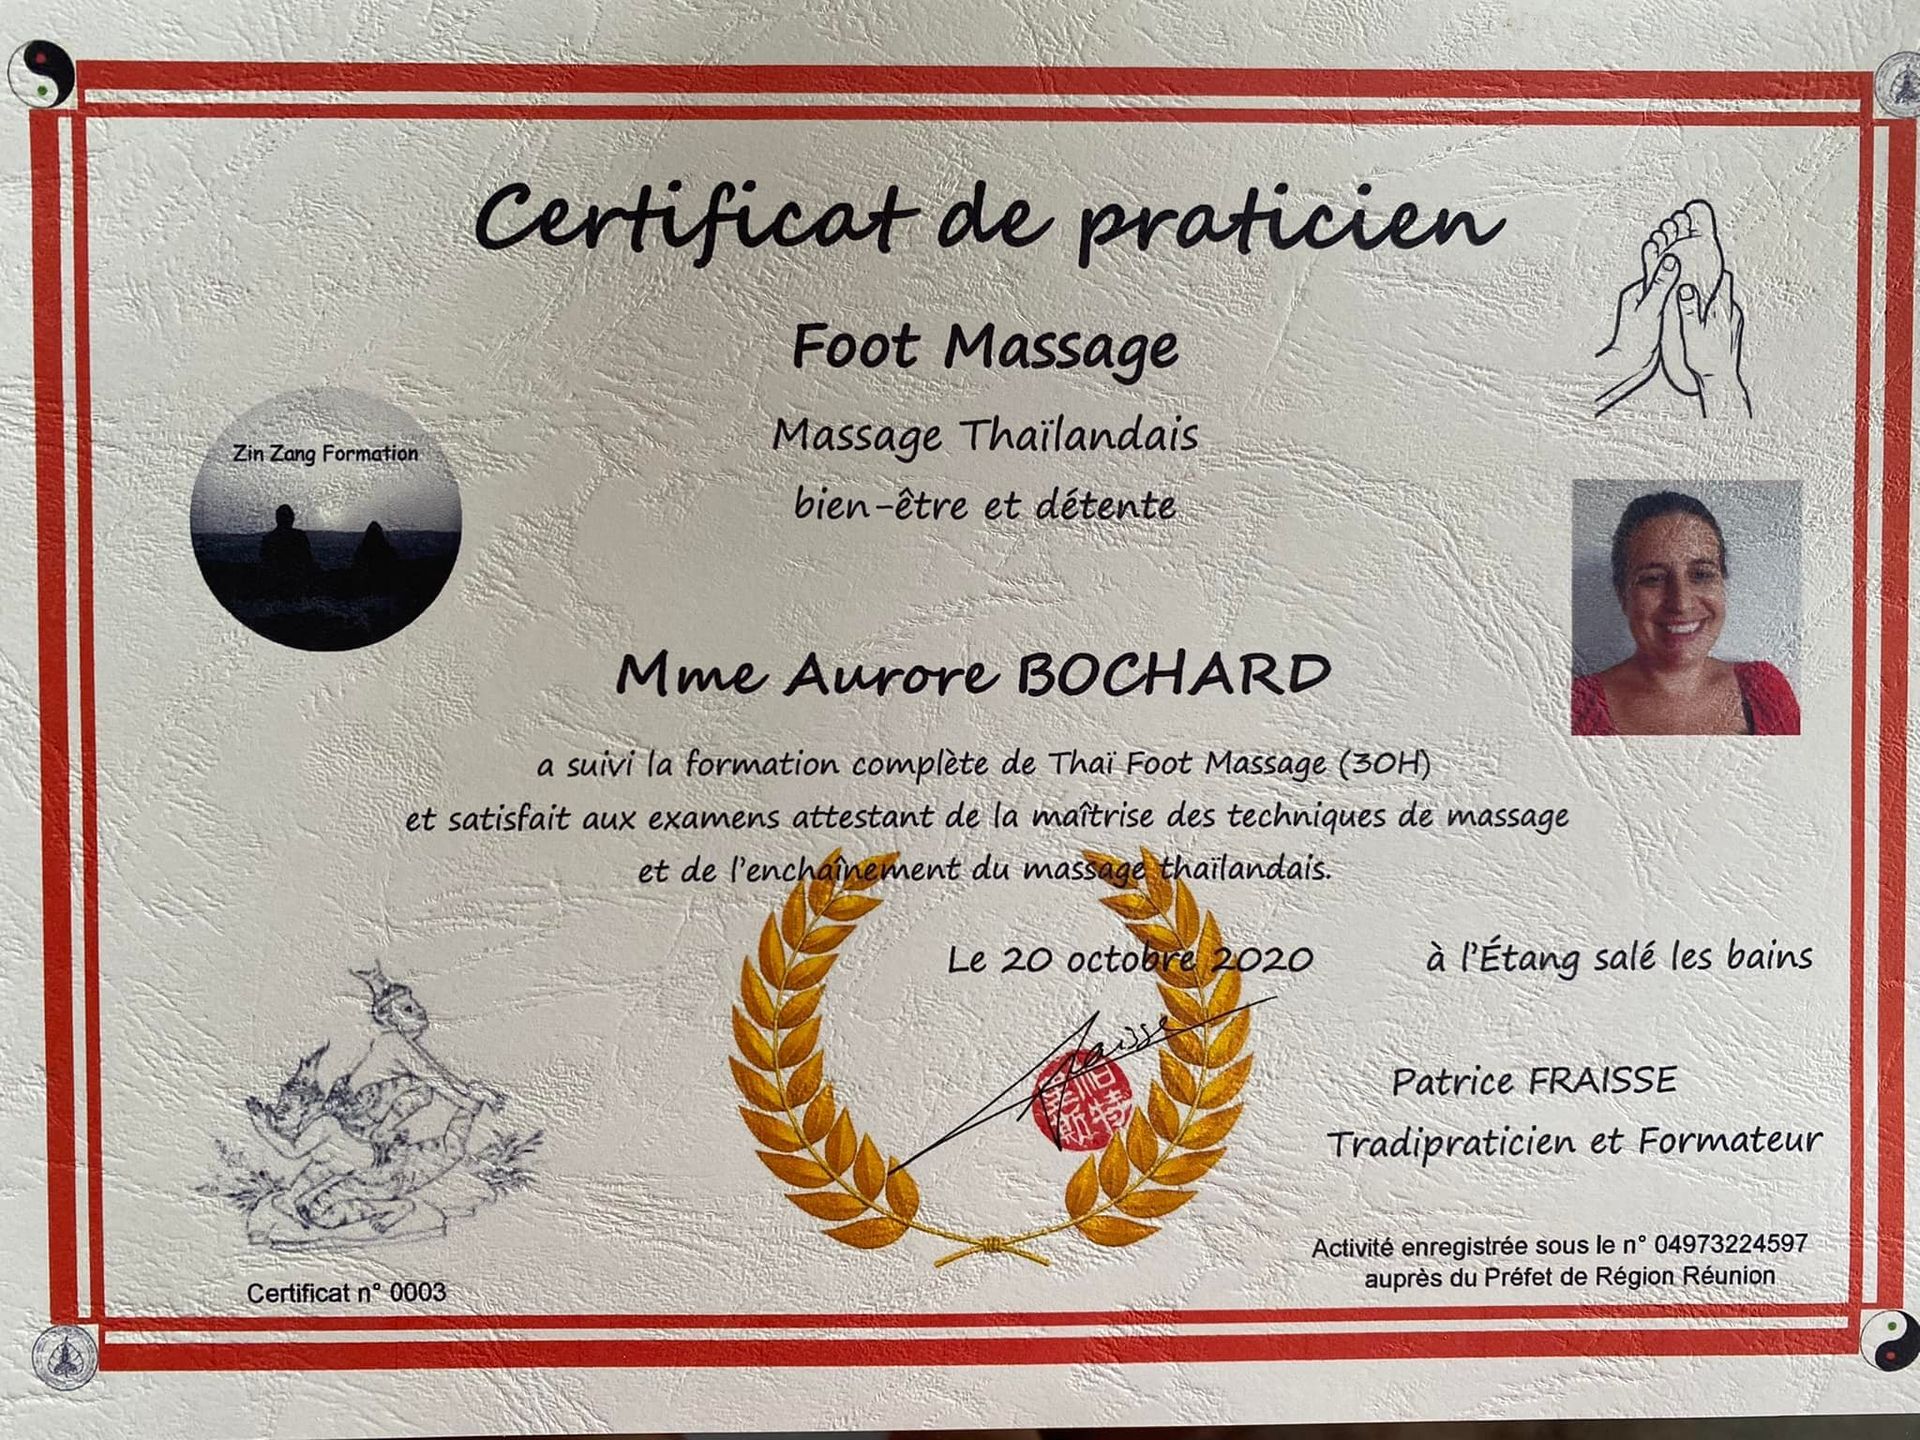 Certificat de praticien
Foot Massage
Massage Thaïlandais
bien-être et détente
Zin Zang Formation
Mme Aurore BOCHARD
a suivi la formation complète de Thaï Foot Massage (30H)
et satisfait aux examens attestant de la maîtrise des techniques de massage
et de l'enchaînement du massage thaïlandais.
Le 20 octobre 2020
à l'Étang salé les bains
Patrice FRAISSE
Tradipraticien et Formateur
Activité enregistrée sous le n° 04973224597
auprès du Préfet de Région Réunion
Certificat n° 0003